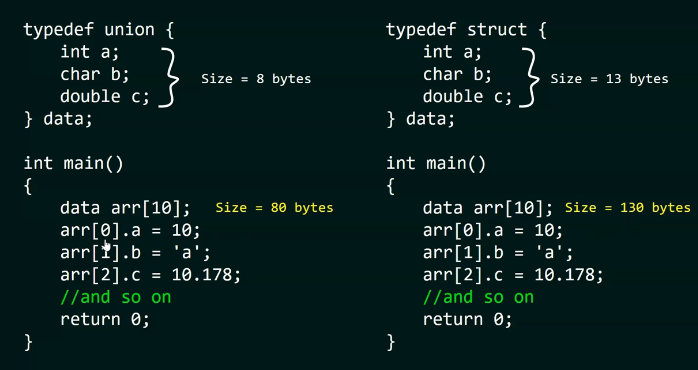 typedef union {
int a;
char b;
double c;
Size = 8 bytes
} data;
int main()
{
data arr[10]; Size = 80 bytes
arr[0].a = 10;
arr[1].b = 'a';
arr[2].c = 10.178;
//and so on
return 0;
}
typedef struct {
int a;
char b;
double c;
Size = 13 bytes
} data;
int main()
{
data arr[10]; Size = 130 bytes
arr[0].a = 10;
arr[1].b = 'a';
arr[2].c = 10.178;
//and so on
return 0;
}